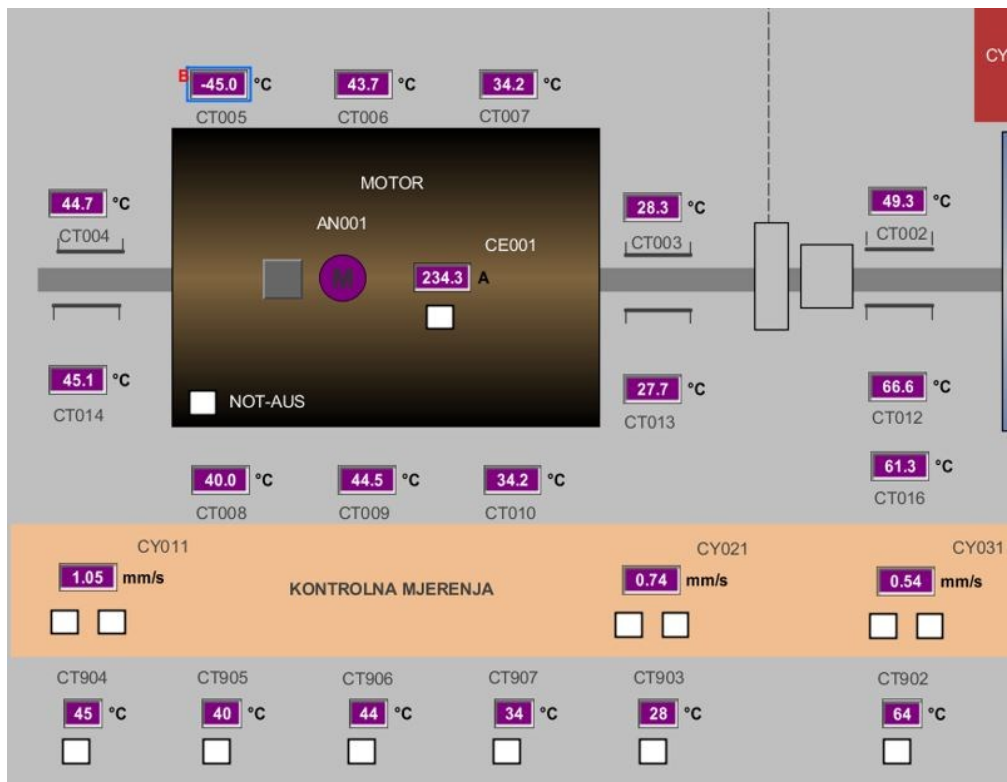 CY
B -45.0 °C 43.7 °C 34.2 °C
CT005 CT006 CT007
MOTOR
44.7 °C 28.3 °C 49.3 °C
CT004 CT003 CT002
AN001
CE001
M 234.3 A
45.1 °C 27.7 °C 66.6 °C
CT014 CT013 CT012
NOT-AUS
40.0 °C 44.5 °C 34.2 °C 61.3 °C
CT008 CT009 CT010 CT016
CY011 CY021 CY031
1.05 mm/s 0.74 mm/s 0.54 mm/s
KONTROLNA MJERENJA
CT904 CT905 CT906 CT907 CT903 CT902
45 °C 40 °C 44 °C 34 °C 28 °C 64 °C